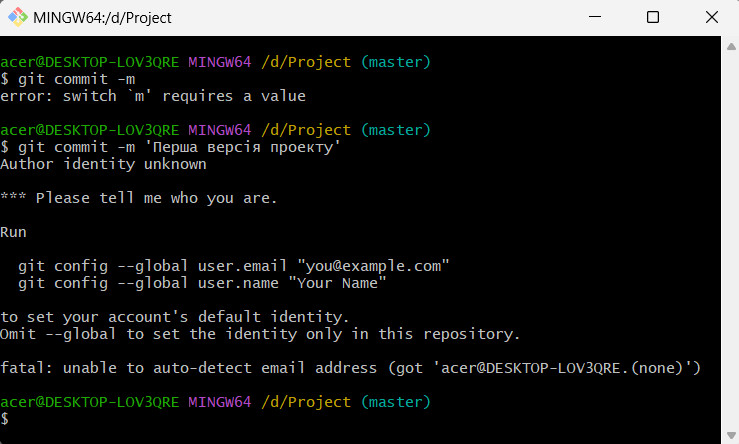 MINGW64:/d/Project
acer@DESKTOP-LOV3QRE MINGW64 /d/Project (master)
$ git commit -m
error: switch `m' requires a value
acer@DESKTOP-LOV3QRE MINGW64 /d/Project (master)
$ git commit -m 'Перша версія проекту'
Author identity unknown
*** Please tell me who you are.
Run
git config --global user.email "you@example.com"
git config --global user.name "Your Name"
to set your account's default identity.
Omit --global to set the identity only in this repository.
fatal: unable to auto-detect email address (got 'acer@DESKTOP-LOV3QRE.(none)')
acer@DESKTOP-LOV3QRE MINGW64 /d/Project (master)
$